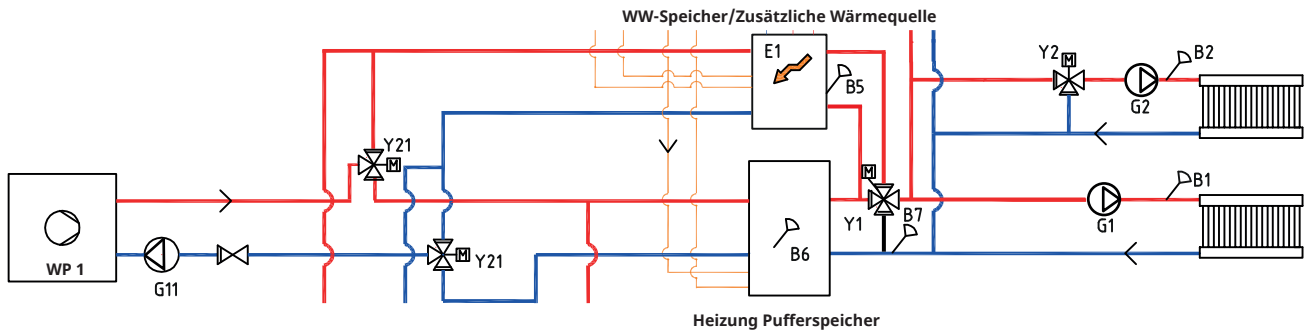 WW-Speicher/Zusätzliche Wärmequelle
E1
B5
Y2
M
B2
G2
Y21
M
WP 1
G11
M
Y21
M
Y1
B7
B6
B1
G1
Heizung Pufferspeicher